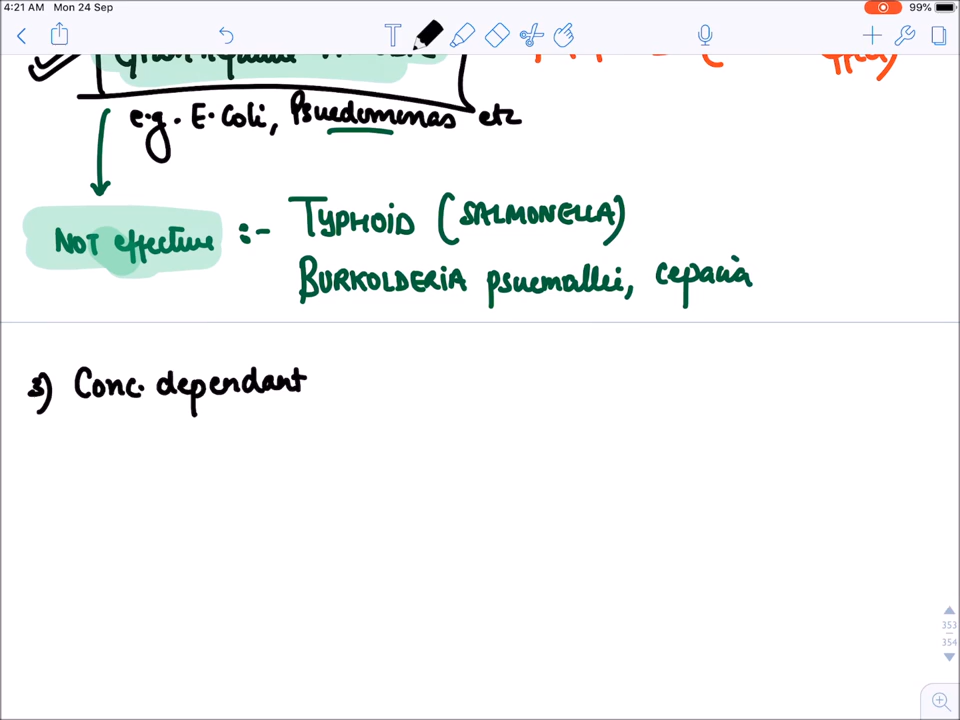 4:21 AM Mon 24 Sep 99%
T
e.g. E.Coli, Psuedomonas etc
NOT effective :- TYPHOID (SALMONELLA)
BURKOLDERIA psuemallei, cepacia
3) Conc. dependant
353
354